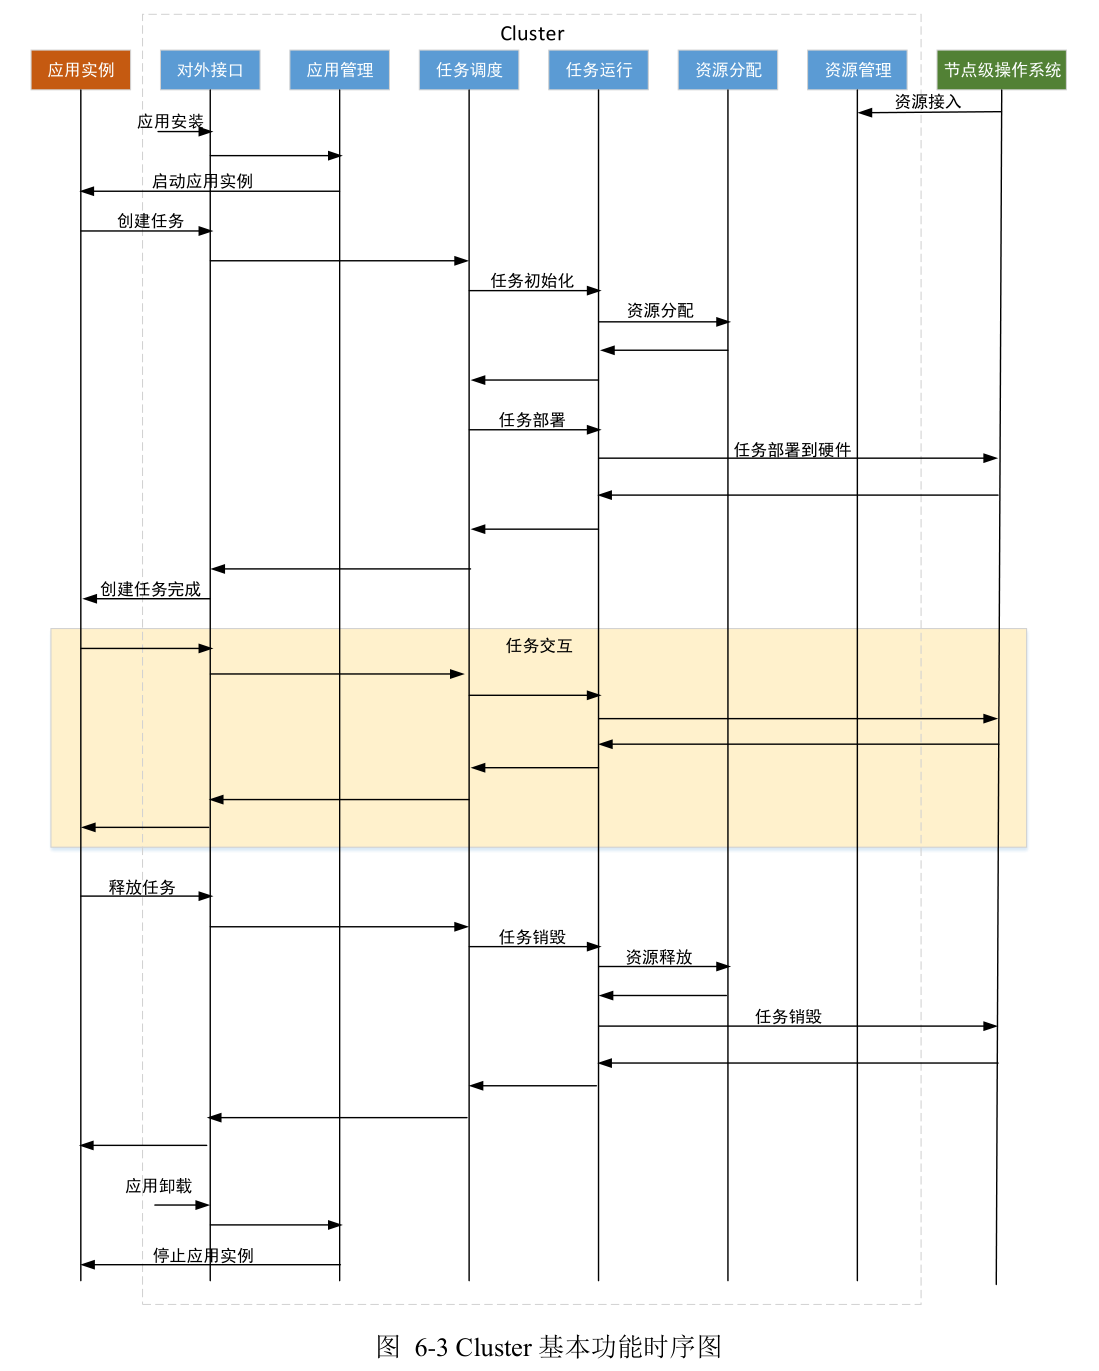 Cluster
应用实例
对外接口
应用管理
任务调度
任务运行
资源分配
资源管理
节点级操作系统
资源接入
应用安装
启动应用实例
创建任务
任务初始化
资源分配
任务部署
任务部署到硬件
创建任务完成
任务交互
释放任务
任务销毁
资源释放
任务销毁
应用卸载
停止应用实例
图 6-3 Cluster 基本功能时序图